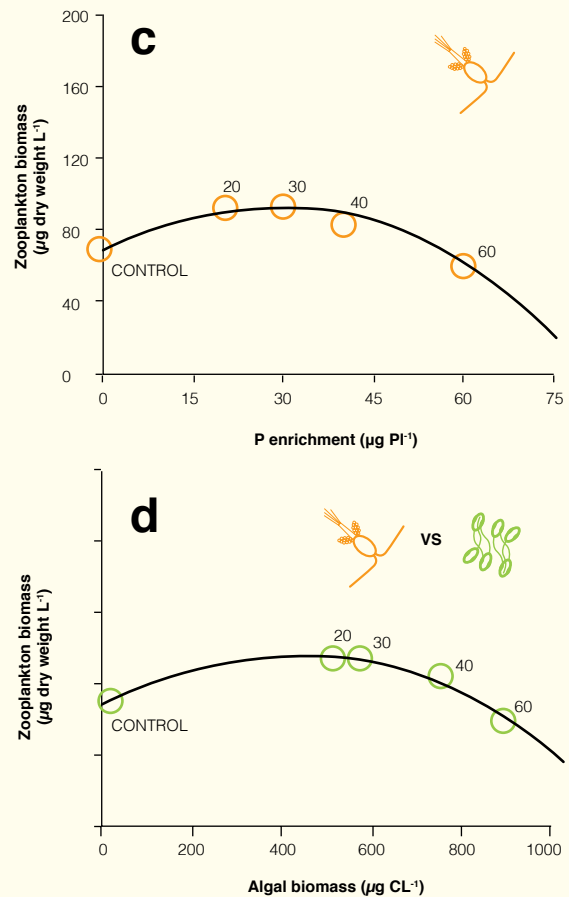 c
200
160
120
80
40
0
Zooplankton biomass
(µg dry weight L-1)
CONTROL
20
30
40
60
0 15 30 45 60 75
P enrichment (µg Pl-1)
d
vs
Zooplankton biomass
(µg dry weight L-1)
CONTROL
20
30
40
60
0 200 400 600 800 1000
Algal biomass (µg CL-1)